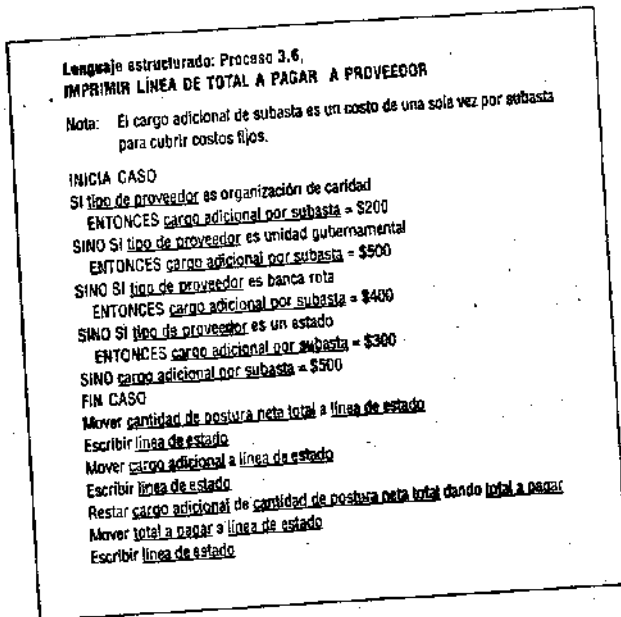 Lenguaje estructurado: Proceso 3.6,
IMPRIMIR LÍNEA DE TOTAL A PAGAR A PROVEEDOR
Nota: El cargo adicional de subasta es un costo de una sola vez por subasta
para cubrir costos fijos.
INICIA CASO
SI tipo de proveedor es organización de caridad
ENTONCES cargo adicional por subasta = $200
SINO SI tipo de proveedor es unidad gubernamental
ENTONCES cargo adicional por subasta = $500
SINO SI tipo de proveedor es banca rota
ENTONCES cargo adicional por subasta = $400
SINO SI tipo de proveedor es un estado
ENTONCES cargo adicional por subasta = $300
SINO cargo adicional por subasta = $500
FIN CASO
Mover cantidad de postura neta total a línea de estado
Escribir línea de estado
Mover cargo adicional a línea de estado
Escribir línea de estado
Restar cargo adicional de cantidad de postura neta total dando total a pagar
Mover total a pagar a línea de estado
Escribir línea de estado